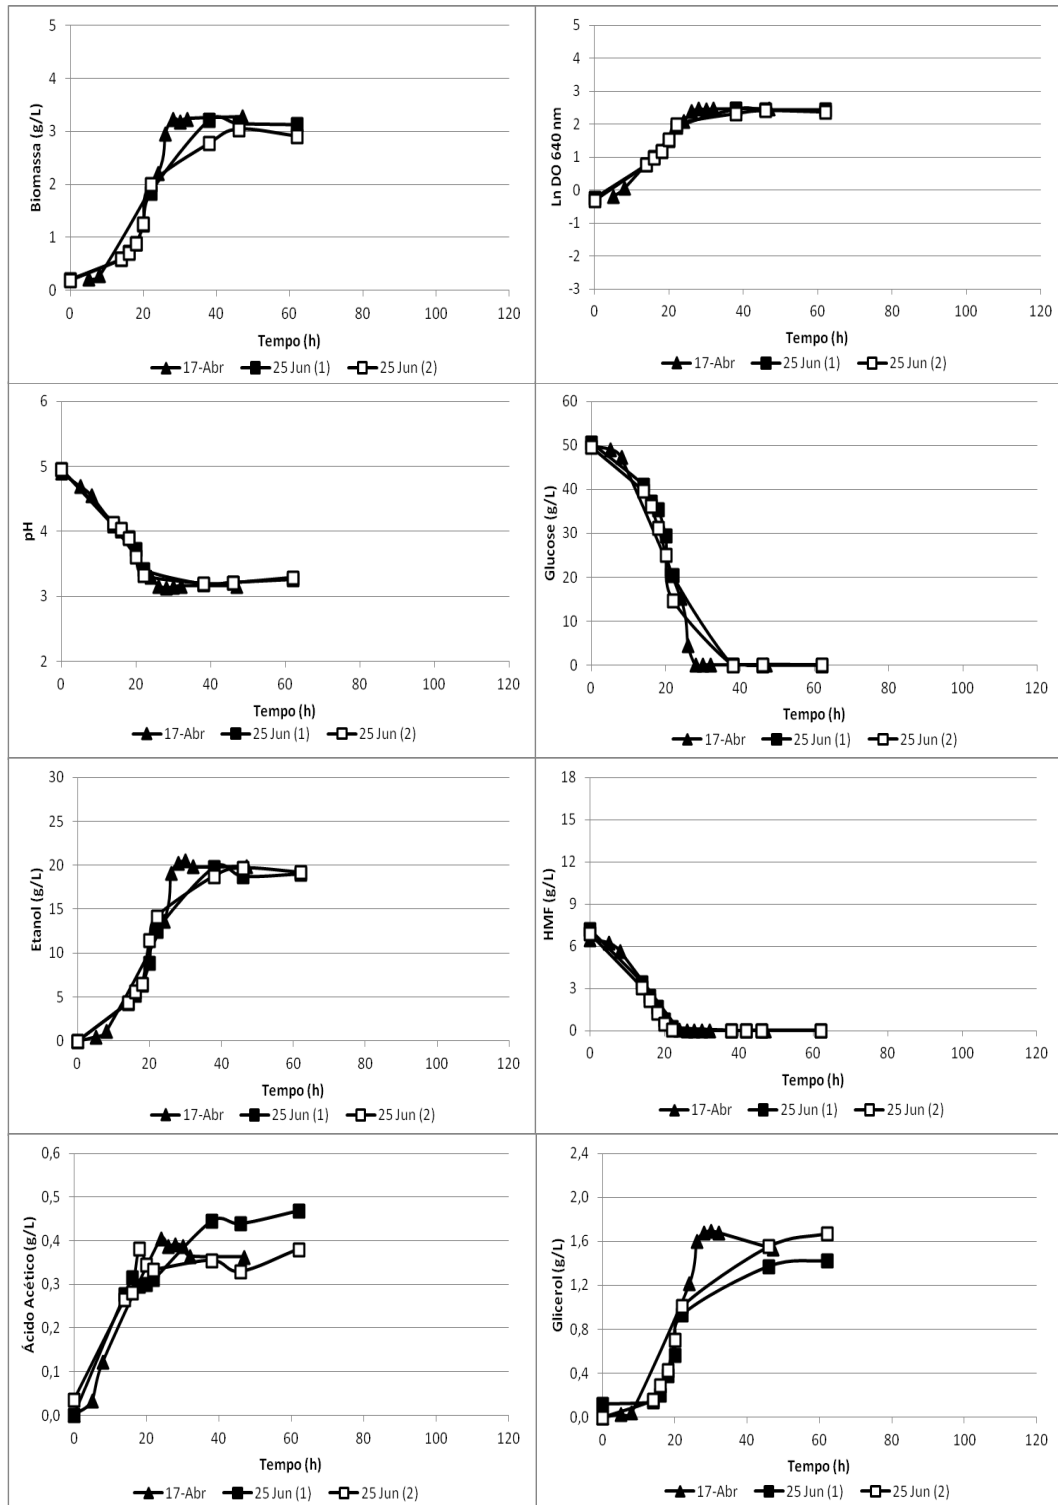 Biomassa (g/L)
5
4
3
2
1
0
0 20 40 60 80 100 120
Tempo (h)
17-Abr 25 Jun (1) 25 Jun (2)
Ln DO 640 nm
5
4
3
2
1
0
-1
-2
-3
0 20 40 60 80 100 120
Tempo (h)
17-Abr 25 Jun (1) 25 Jun (2)
pH
6
5
4
3
2
0 20 40 60 80 100 120
Tempo (h)
17-Abr 25 Jun (1) 25 Jun (2)
Glucose (g/L)
60
50
40
30
20
10
0
0 20 40 60 80 100 120
Tempo (h)
17-Abr 25 Jun (1) 25 Jun (2)
Etanol (g/L)
30
25
20
15
10
5
0
0 20 40 60 80 100 120
Tempo (h)
17-Abr 25 Jun (1) 25 Jun (2)
HMF (g/L)
18
15
12
9
6
3
0
0 20 40 60 80 100 120
Tempo (h)
17-Abr 25 Jun (1) 25 Jun (2)
Ácido Acético (g/L)
0,6
0,5
0,4
0,3
0,2
0,1
0,0
0 20 40 60 80 100 120
Tempo (h)
17-Abr 25 Jun (1) 25 Jun (2)
Glicerol (g/L)
2,4
2,0
1,6
1,2
0,8
0,4
0,0
0 20 40 60 80 100 120
Tempo (h)
17-Abr 25 Jun (1) 25 Jun (2)